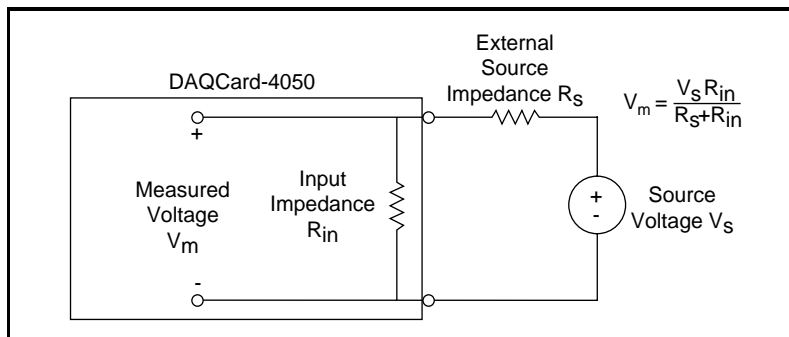 DAQCard-4050
+
Measured
Voltage
Vm
-
Input
Impedance
Rin
External
Source
Impedance Rs
+
-
Source
Voltage Vs
Vm = VsRin
Rs+Rin